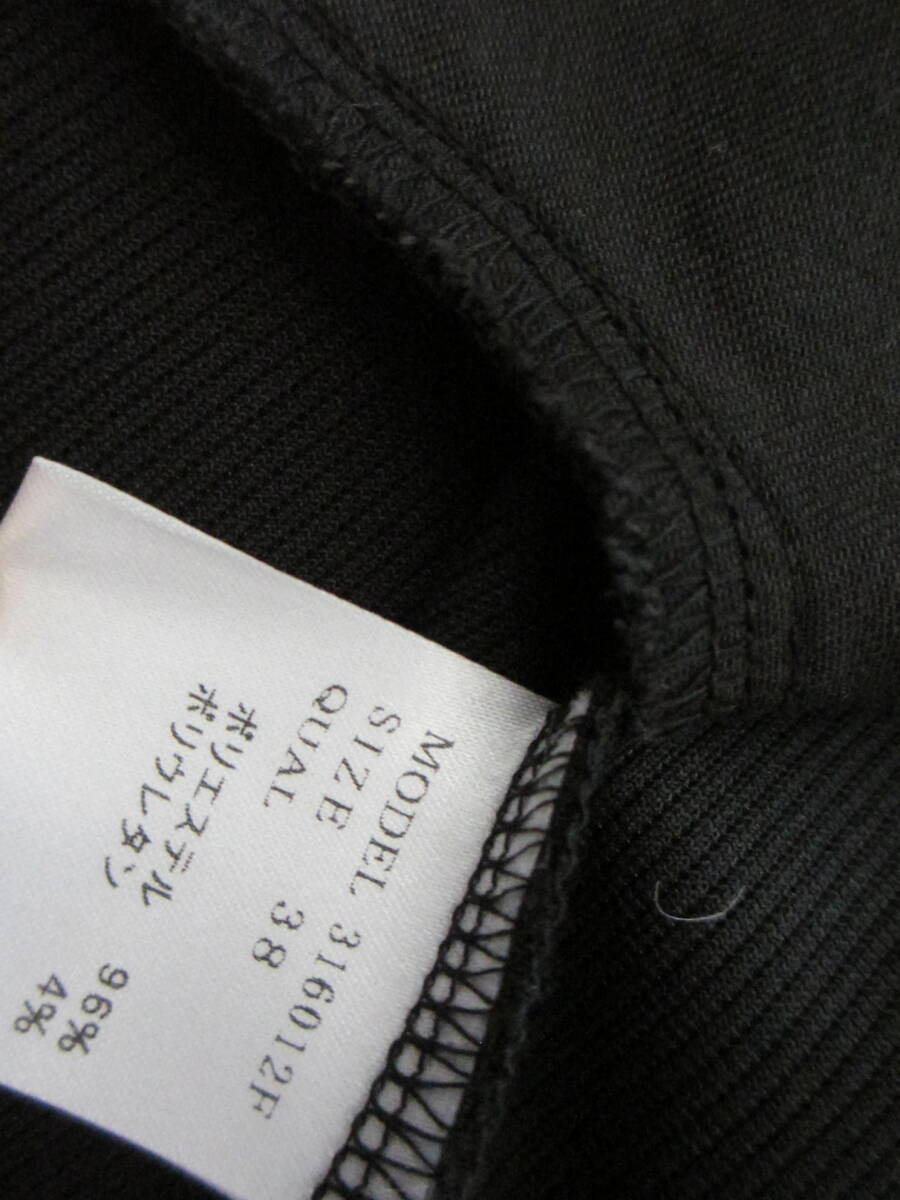 MODEL 316012F
SIZE 38
QUAL
ポリエステル 96%
ポリウレタン 4%